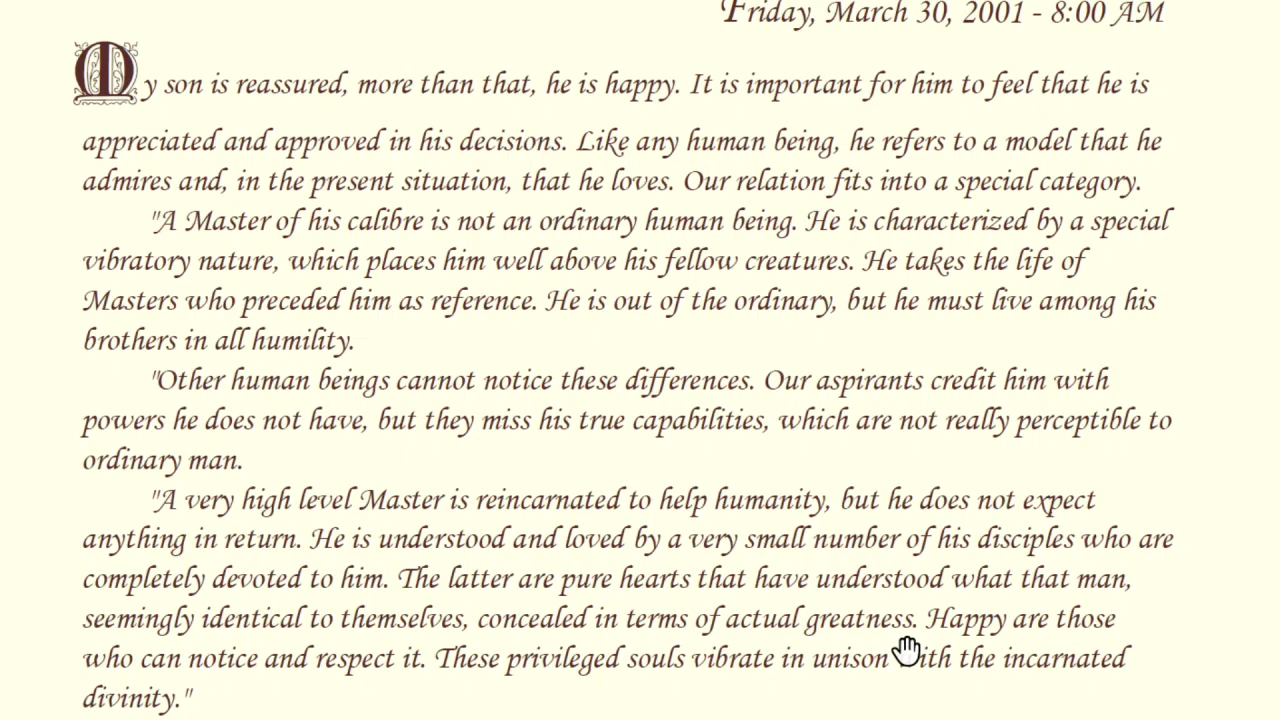 Friday, March 30, 2001 - 8:00 AM
My son is reassured, more than that, he is happy. It is important for him to feel that he is
appreciated and approved in his decisions. Like any human being, he refers to a model that he
admires and, in the present situation, that he loves. Our relation fits into a special category.
"A Master of his calibre is not an ordinary human being. He is characterized by a special
vibratory nature, which places him well above his fellow creatures. He takes the life of
Masters who preceded him as reference. He is out of the ordinary, but he must live among his
brothers in all humility.
"Other human beings cannot notice these differences. Our aspirants credit him with
powers he does not have, but they miss his true capabilities, which are not really perceptible to
ordinary man.
"A very high level Master is reincarnated to help humanity, but he does not expect
anything in return. He is understood and loved by a very small number of his disciples who are
completely devoted to him. The latter are pure hearts that have understood what that man,
seemingly identical to themselves, concealed in terms of actual greatness. Happy are those
who can notice and respect it. These privileged souls vibrate in unison with the incarnated
divinity."